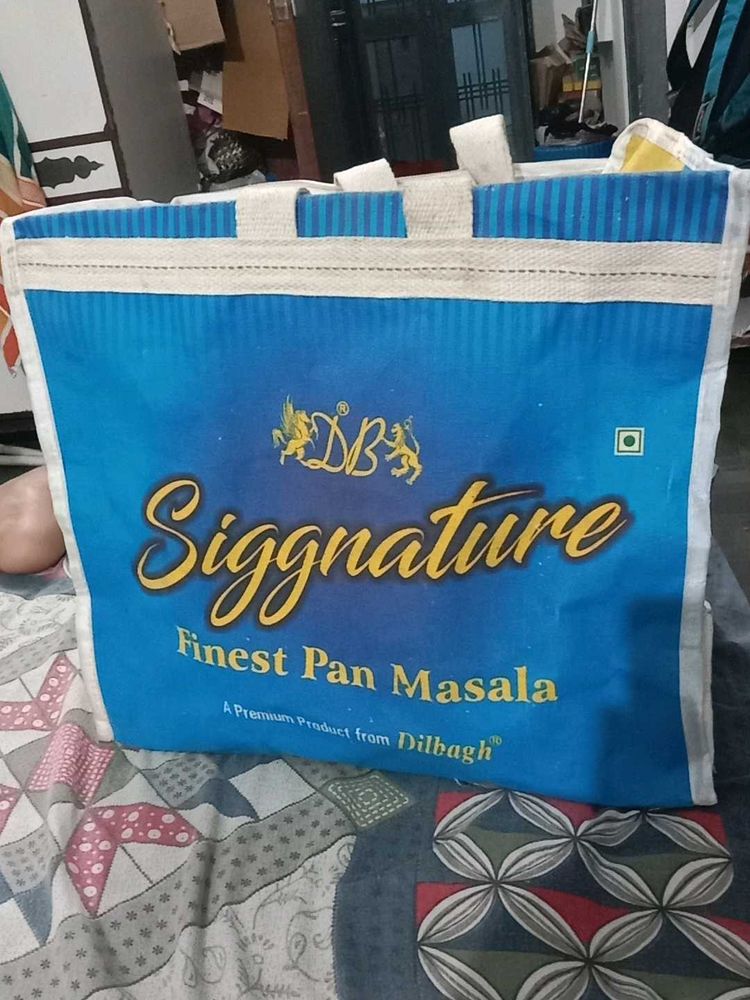 DB®
Siggnature
Finest Pan Masala
A Premium Product from Dilbagh®